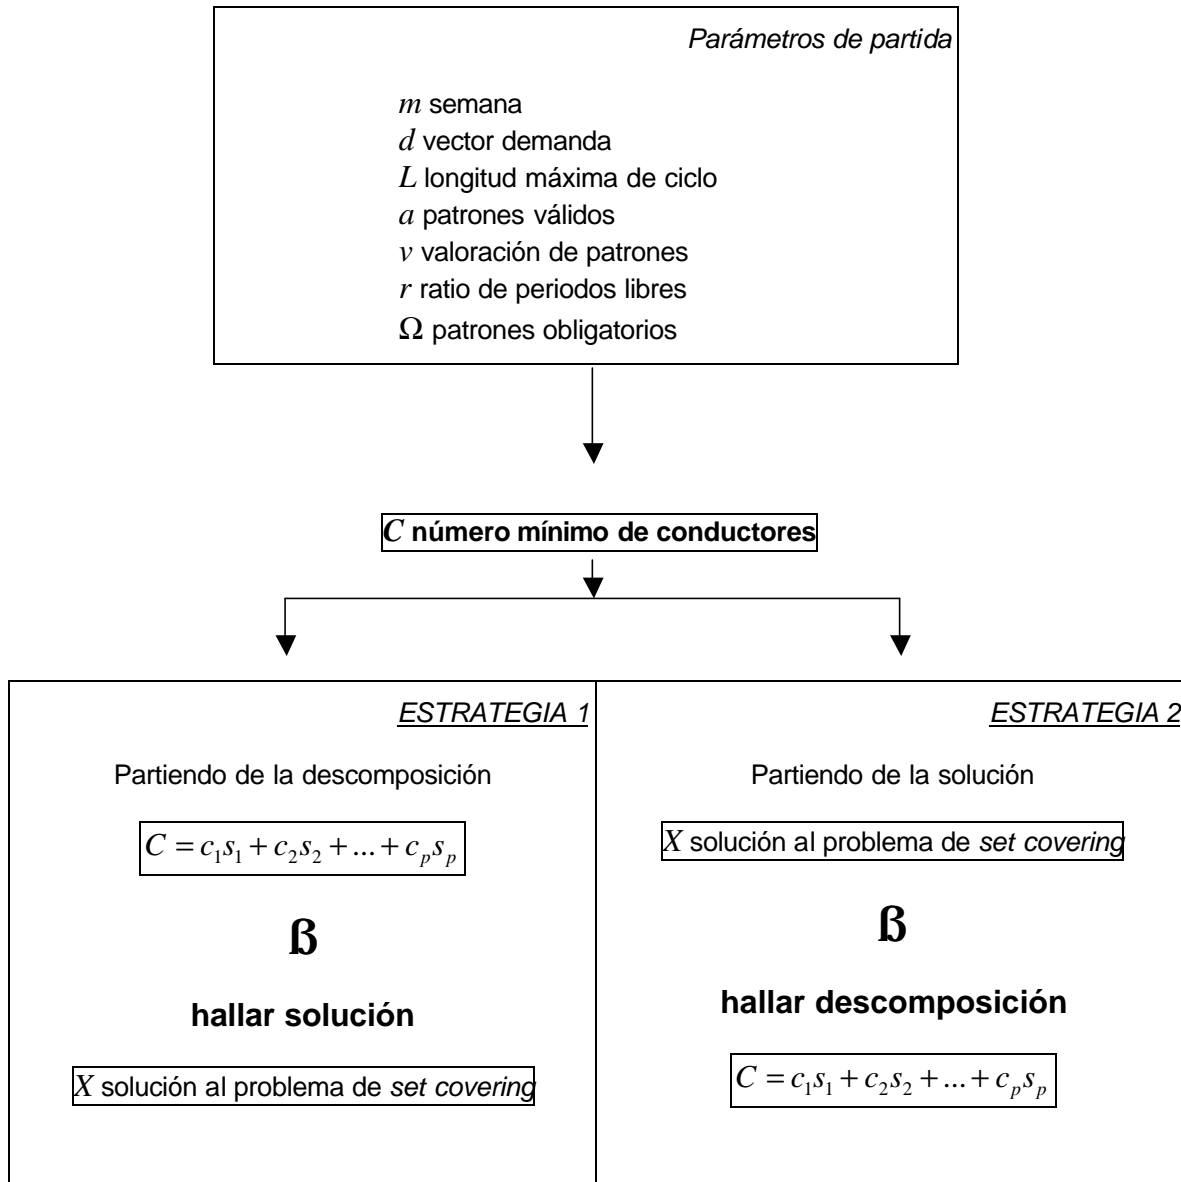 Parámetros de partida
m semana
d vector demanda
L longitud máxima de ciclo
a patrones válidos
v valoración de patrones
r ratio de periodos libres
Ω patrones obligatorios
C número mínimo de conductores
ESTRATEGIA 1
Partiendo de la descomposición
C = c₁s₁ + c₂s₂ + ... + cₚsₚ
ß
hallar solución
X solución al problema de set covering
ESTRATEGIA 2
Partiendo de la solución
X solución al problema de set covering
ß
hallar descomposición
C = c₁s₁ + c₂s₂ + ... + cₚsₚ